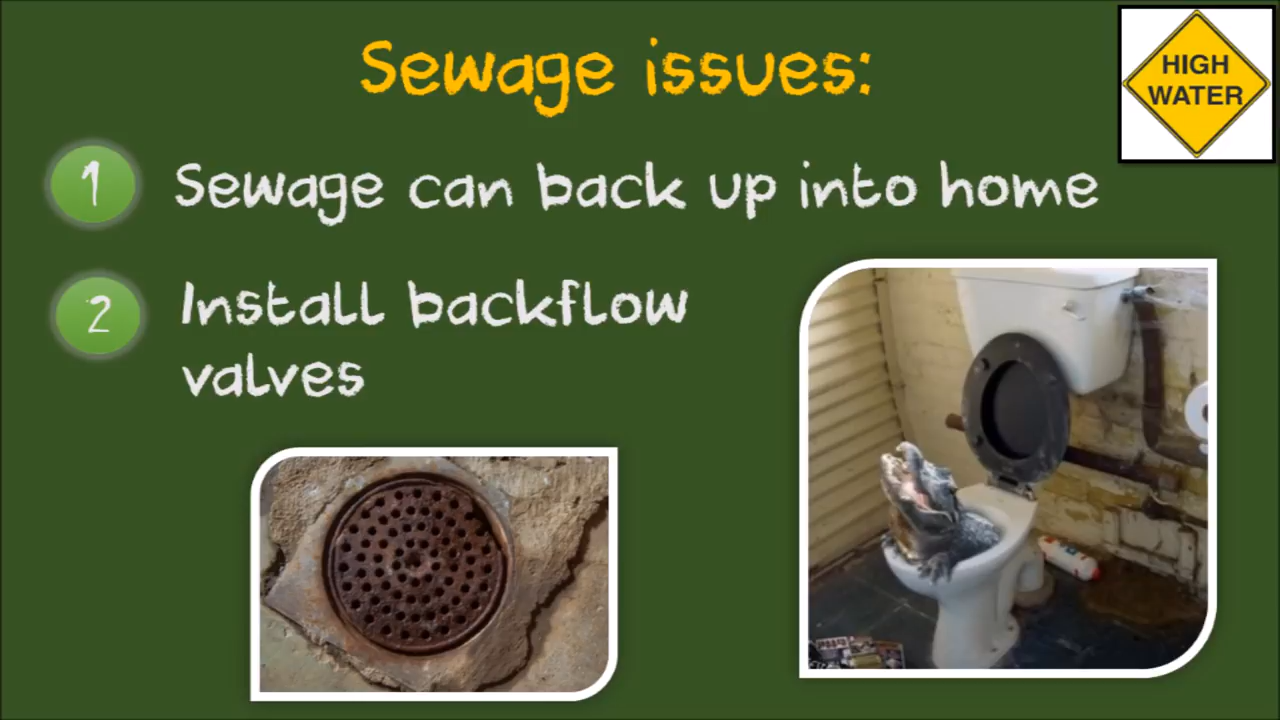 Sewage issues:
HIGH
WATER
1 Sewage can back up into home
2 Install backflow
valves